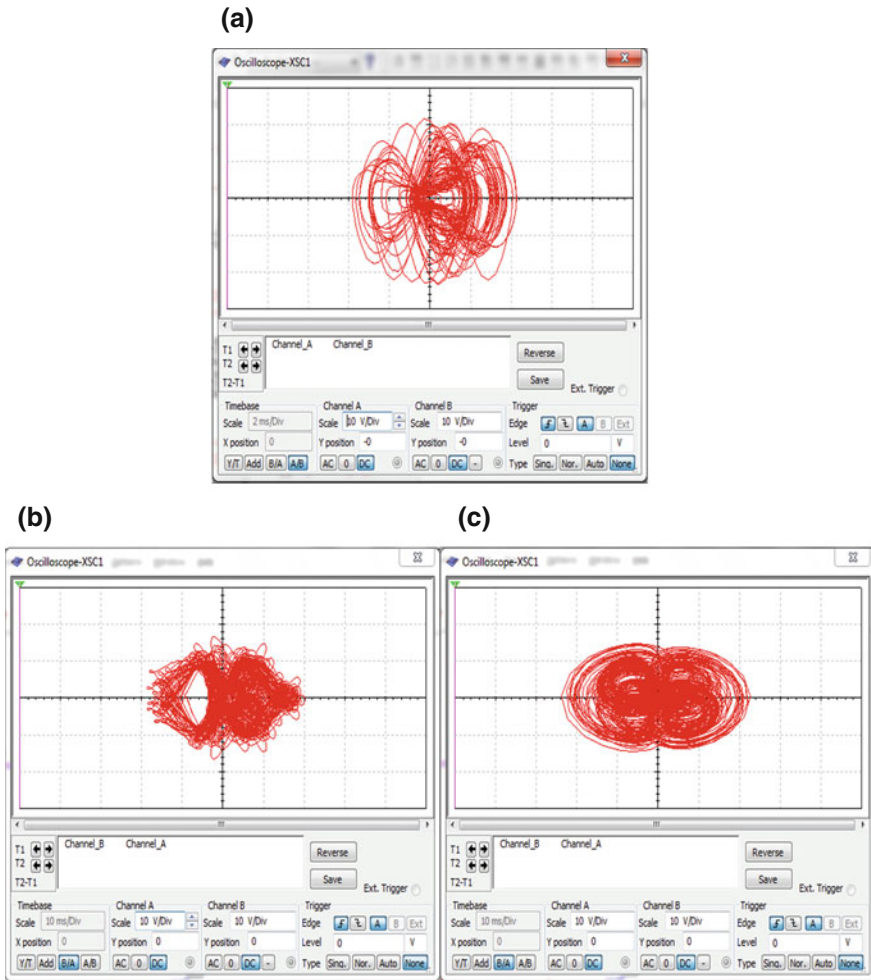 (a)
Oscilloscope-XSC1
T1
T2
T2-T1
Channel_A Channel_B
Reverse
Save
Ext. Trigger
Timebase Channel A Channel B Trigger
Scale 2 ms/Div Scale 10 V/Div Scale 10 V/Div Edge A B Ext
X position 0 Y position -0 Y position -0 Level 0 V
Y/T Add B/A A/B AC 0 DC AC 0 DC - Type Sing. Nor. Auto None
(b)
Oscilloscope-XSC1
T1
T2
T2-T1
Channel_B Channel_A
Reverse
Save
Ext. Trigger
Timebase Channel A Channel B Trigger
Scale 10 ms/Div Scale 10 V/Div Scale 10 V/Div Edge A B Ext
X position 0 Y position 0 Y position 0 Level 0 V
Y/T Add B/A A/B AC 0 DC AC 0 DC - Type Sing. Nor. Auto None
(c)
Oscilloscope-XSC1
T1
T2
T2-T1
Channel_B Channel_A
Reverse
Save
Ext. Trigger
Timebase Channel A Channel B Trigger
Scale 10 ms/Div Scale 10 V/Div Scale 10 V/Div Edge A B Ext
X position 0 Y position 0 Y position 0 Level 0 V
Y/T Add B/A A/B AC 0 DC AC 0 DC - Type Sing. Nor. Auto None